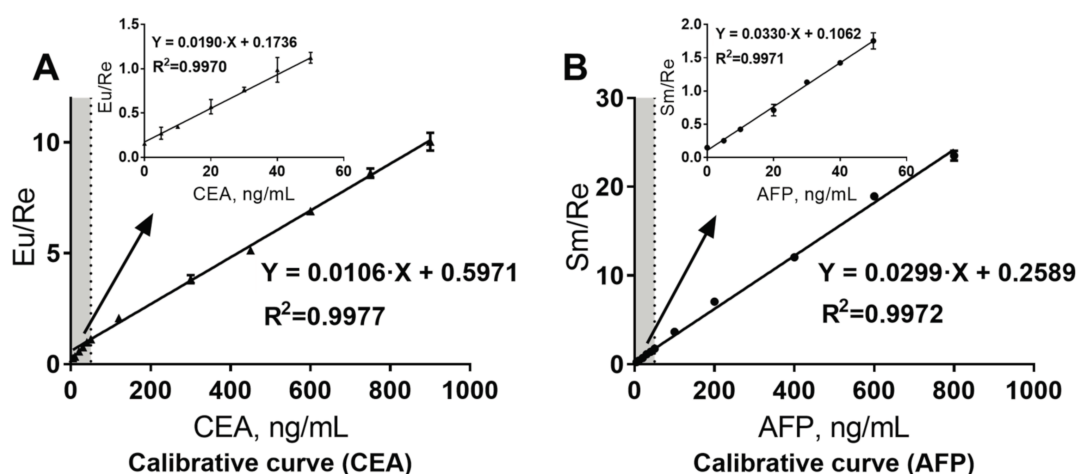 A
1.5
1.0
0.5
0.0
Eu/Re
Y = 0.0190·X + 0.1736
R²=0.9970
0 20 40 60
CEA, ng/mL
10
5
0
Eu/Re
Y = 0.0106·X + 0.5971
R²=0.9977
0 200 400 600 800 1000
CEA, ng/mL
Calibrative curve (CEA)
B
2.0
1.5
1.0
0.5
0.0
Sm/Re
Y = 0.0330·X + 0.1062
R²=0.9971
0 20 40 60
AFP, ng/mL
30
20
10
0
Sm/Re
Y = 0.0299·X + 0.2589
R²=0.9972
0 200 400 600 800 1000
AFP, ng/mL
Calibrative curve (AFP)